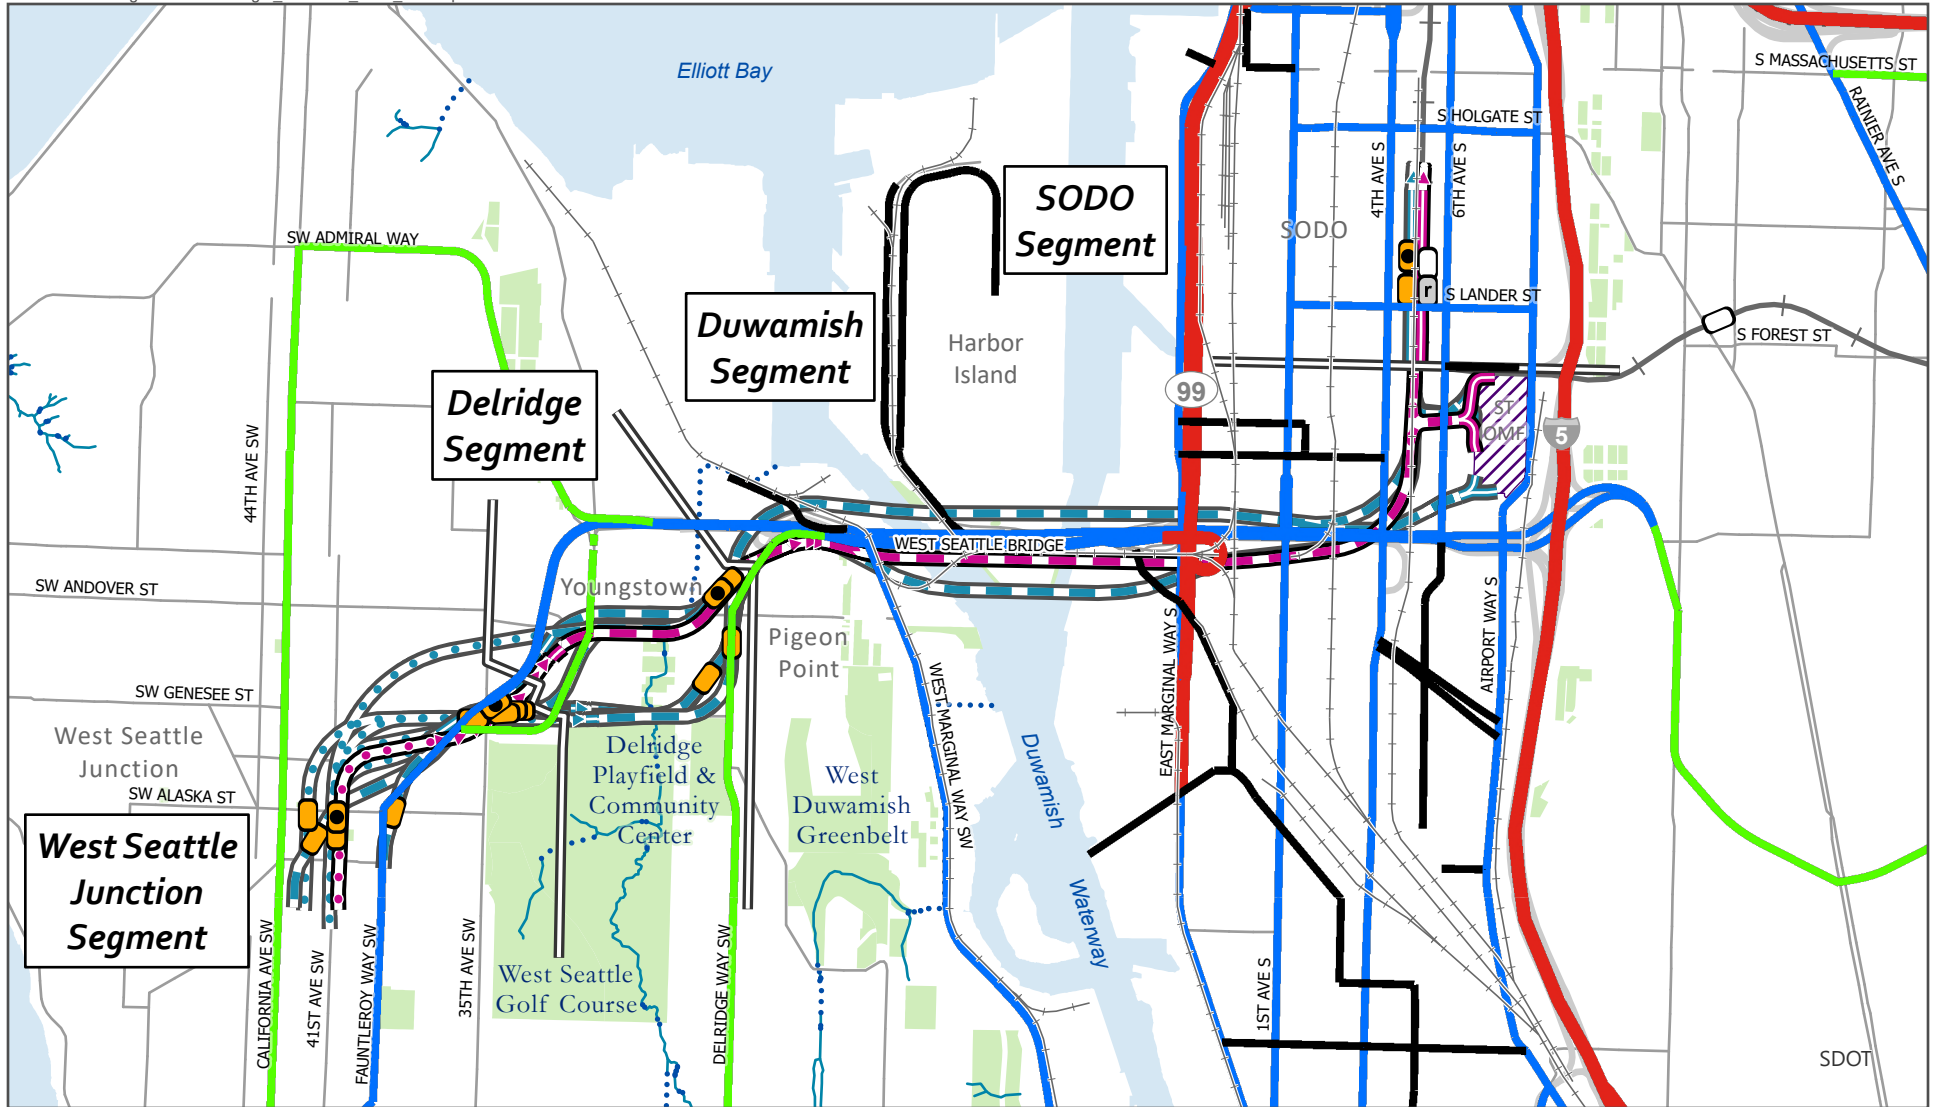 Elliott Bay
S MASSACHUSETTS ST
RAINIER AVE S
S HOLGATE ST
4TH AVE S
6TH AVE S
SODO
Segment
SODO
SW ADMIRAL WAY
r
S LANDER ST
Duwamish
Segment
Harbor
Island
S FOREST ST
99
Delridge
Segment
ST
OMF
5
44TH AVE SW
WEST SEATTLE BRIDGE
SW ANDOVER ST
Youngstown
Pigeon
Point
EAST MARGINAL WAY S
AIRPORT WAY S
SW GENESEE ST
WEST MARGINAL WAY SW
West Seattle
Junction
Delridge
Playfield &
Community
Center
West
Duwamish
Greenbelt
Duwamish
Waterway
SW ALASKA ST
West Seattle
Junction
Segment
CALIFORNIA AVE SW
41ST AVE SW
FAUNTLEROY WAY SW
35TH AVE SW
West Seattle
Golf Course
DELRIDGE WAY SW
1ST AVE S
SDOT